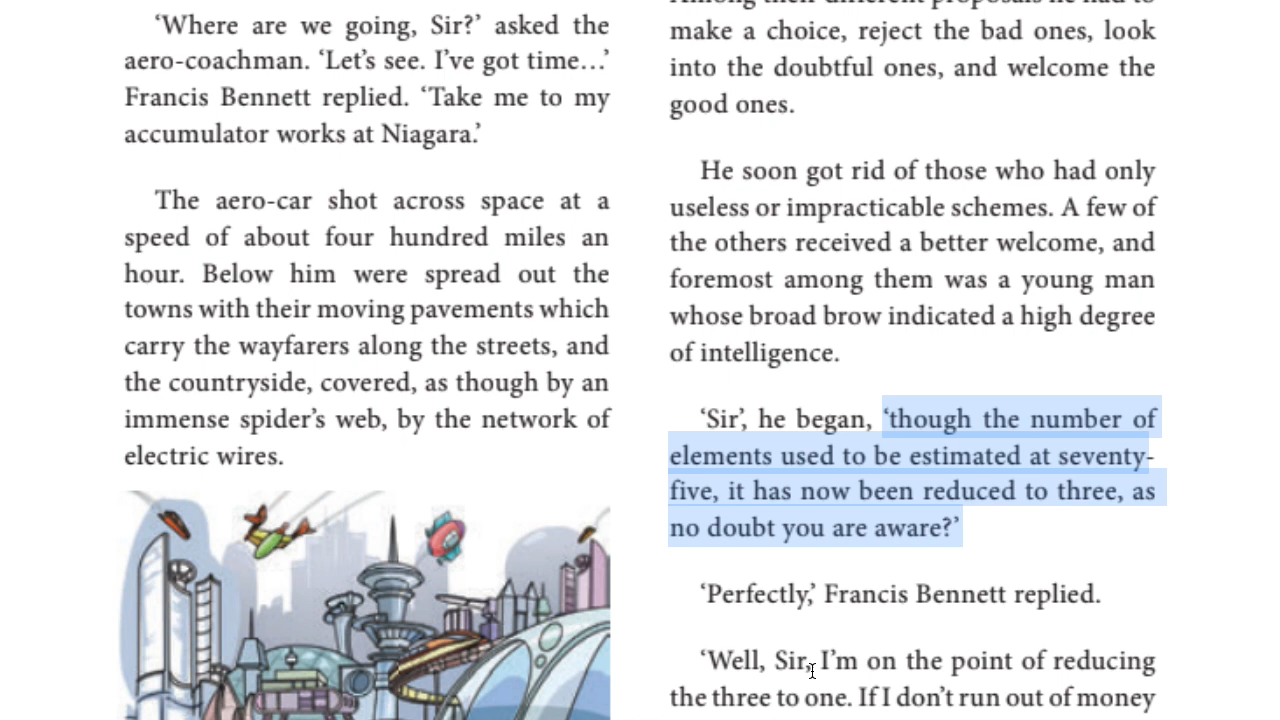 ‘Where are we going, Sir?’ asked the
aero-coachman. ‘Let’s see. I’ve got time…’
Francis Bennett replied. ‘Take me to my
accumulator works at Niagara.’
The aero-car shot across space at a
speed of about four hundred miles an
hour. Below him were spread out the
towns with their moving pavements which
carry the wayfarers along the streets, and
the countryside, covered, as though by an
immense spider’s web, by the network of
electric wires.
Among their different proposals he had to
make a choice, reject the bad ones, look
into the doubtful ones, and welcome the
good ones.
He soon got rid of those who had only
useless or impracticable schemes. A few of
the others received a better welcome, and
foremost among them was a young man
whose broad brow indicated a high degree
of intelligence.
‘Sir’, he began, ‘though the number of
elements used to be estimated at seventy-
five, it has now been reduced to three, as
no doubt you are aware?’
‘Perfectly,’ Francis Bennett replied.
‘Well, Sir, I’m on the point of reducing
the three to one. If I don’t run out of money